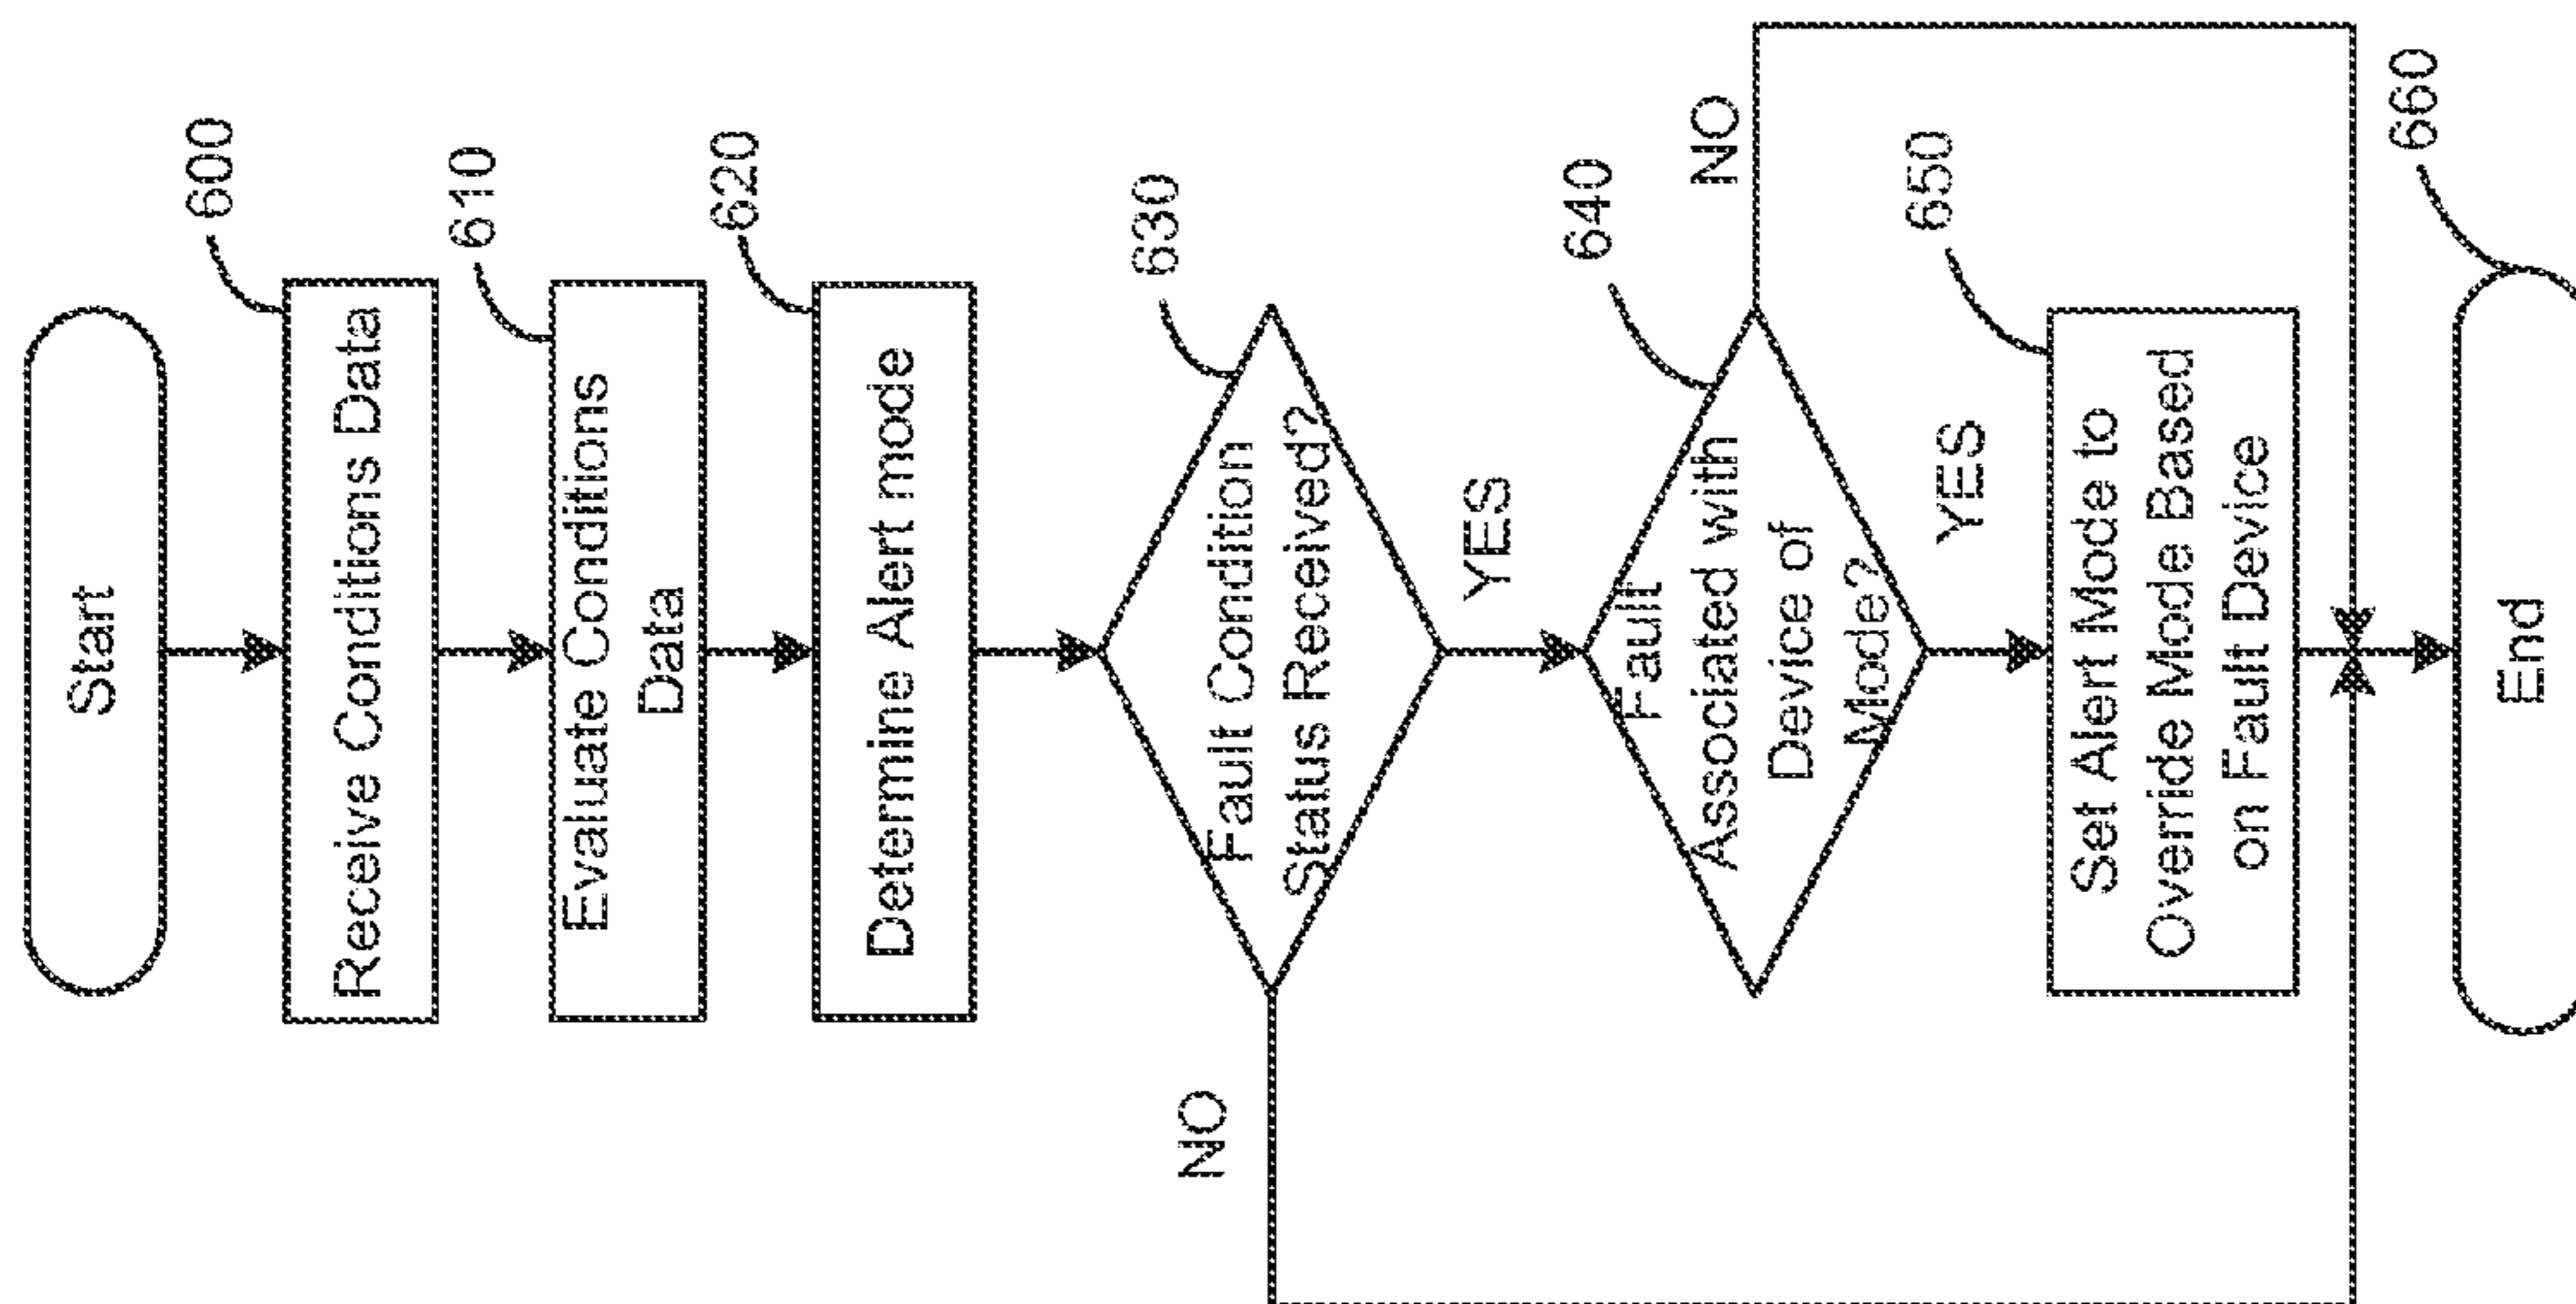 Start
600
Receive Conditions Data
610
Evaluate Conditions
Data
620
Determine Alert mode
630
Fault Condition
Status Received?
NO
YES
640
Fault
Associated with
Device of
Mode?
NO
YES
650
Set Alert Mode to
Override Mode Based
on Fault Device
660
End